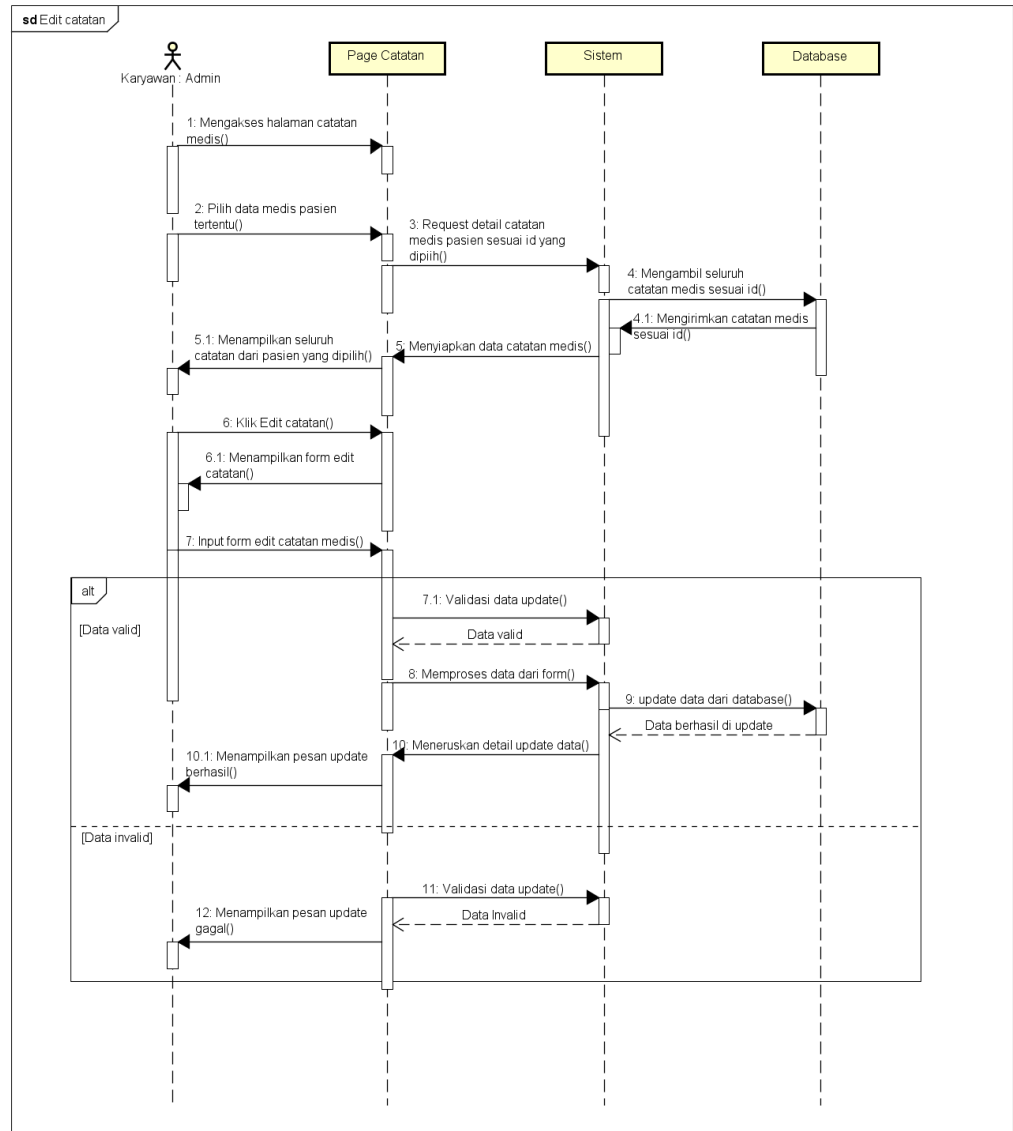 sd Edit catatan
Karyawan : Admin
Page Catatan
Sistem
Database
1: Mengakses halaman catatan
medis()
2: Pilih data medis pasien
tertentu()
3: Request detail catatan
medis pasien sesuai id yang
dipiih()
4: Mengambil seluruh
catatan medis sesuai id()
4.1: Mengirimkan catatan medis
sesuai id()
5: Menyiapkan data catatan medis()
5.1: Menampilkan seluruh
catatan dari pasien yang dipilih()
6: Klik Edit catatan()
6.1: Menampilkan form edit
catatan()
7: Input form edit catatan medis()
alt
[Data valid]
7.1: Validasi data update()
Data valid
8: Memproses data dari form()
9: update data dari database()
Data berhasil di update
10: Meneruskan detail update data()
10.1: Menampilkan pesan update
berhasil()
[Data invalid]
11: Validasi data update()
Data Invalid
12: Menampilkan pesan update
gagal()